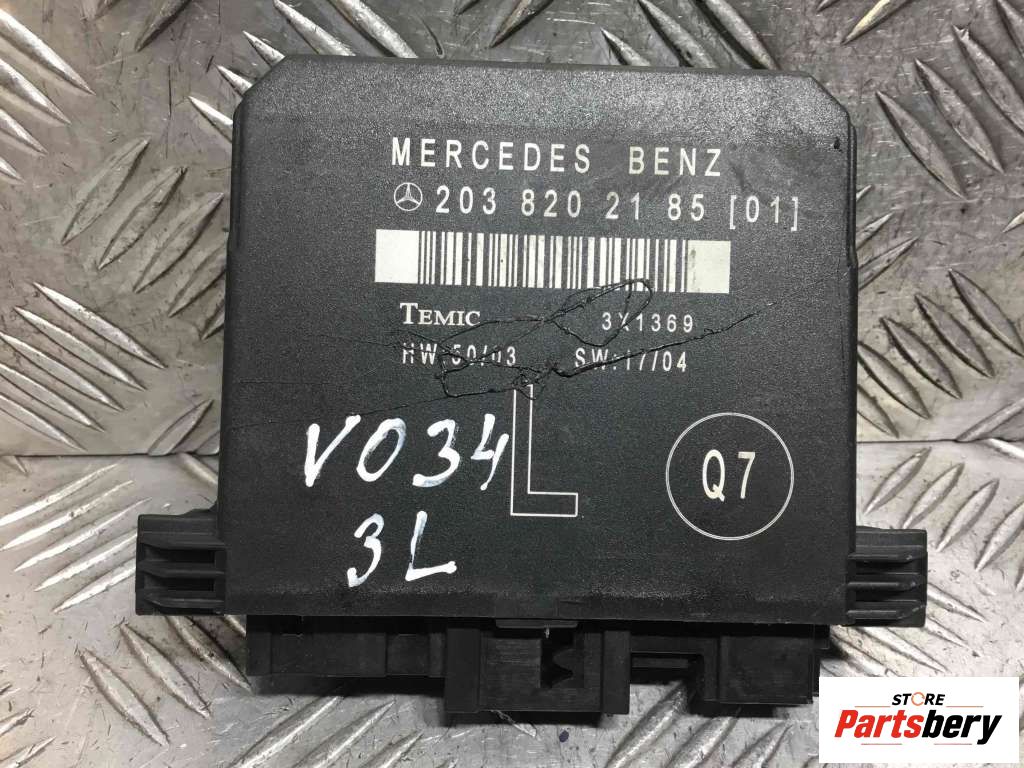 MERCEDES BENZ
203 820 21 85 [01]
TEMIC 3X1369
HW:50/03 SW:17/04
L
Q7
V034
3L
STORE
Partsbery